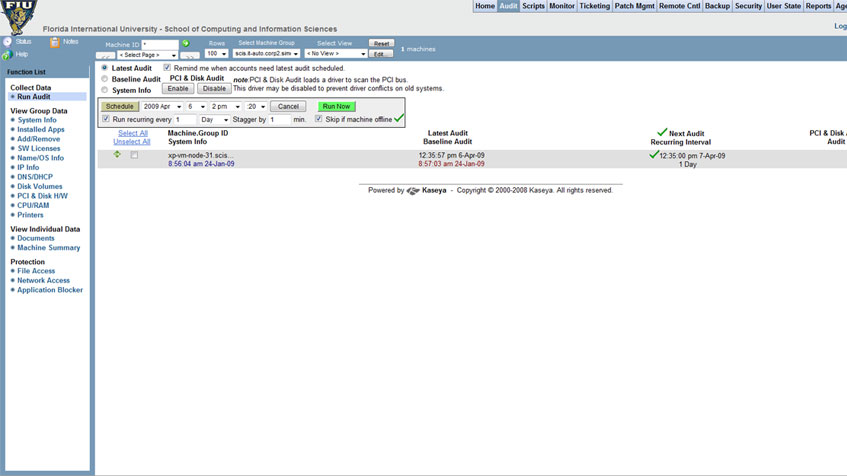 FIU
Home Audit Scripts Monitor Ticketing Patch Mgmt Remote Cntl Backup Security User State Reports Age
Florida International University - School of Computing and Information Sciences
Log
Status Notes
Help
Machine ID *
< Select Page >
<< >>
Rows
100
Select Machine Group
scis.it-auto.corp2.sim
Select View
< No View >
Reset
Edit...
1 machines
Function List
Collect Data
Run Audit
View Group Data
System Info
Installed Apps
Add/Remove
SW Licenses
Name/OS Info
IP Info
DNS/DHCP
Disk Volumes
PCI & Disk H/W
CPU/RAM
Printers
View Individual Data
Documents
Machine Summary
Protection
File Access
Network Access
Application Blocker
Latest Audit Remind me when accounts need latest audit scheduled.
Baseline Audit PCI & Disk Audit note:PCI & Disk Audit loads a driver to scan the PCI bus.
System Info Enable Disable This driver may be disabled to prevent driver conflicts on old systems.
Schedule 2009 Apr 6 2 pm :20 Cancel Run Now
Run recurring every 1 Day Stagger by 1 min. Skip if machine offline
Select All Machine.Group ID Latest Audit Next Audit PCI & Disk
Unselect All System Info Baseline Audit Recurring Interval Audit
xp-vm-node-31.scis... 12:35:57 pm 6-Apr-09 12:35:00 pm 7-Apr-09
8:56:04 am 24-Jan-09 8:57:03 am 24-Jan-09 1 Day
Powered by Kaseya - Copyright © 2000-2008 Kaseya. All rights reserved.